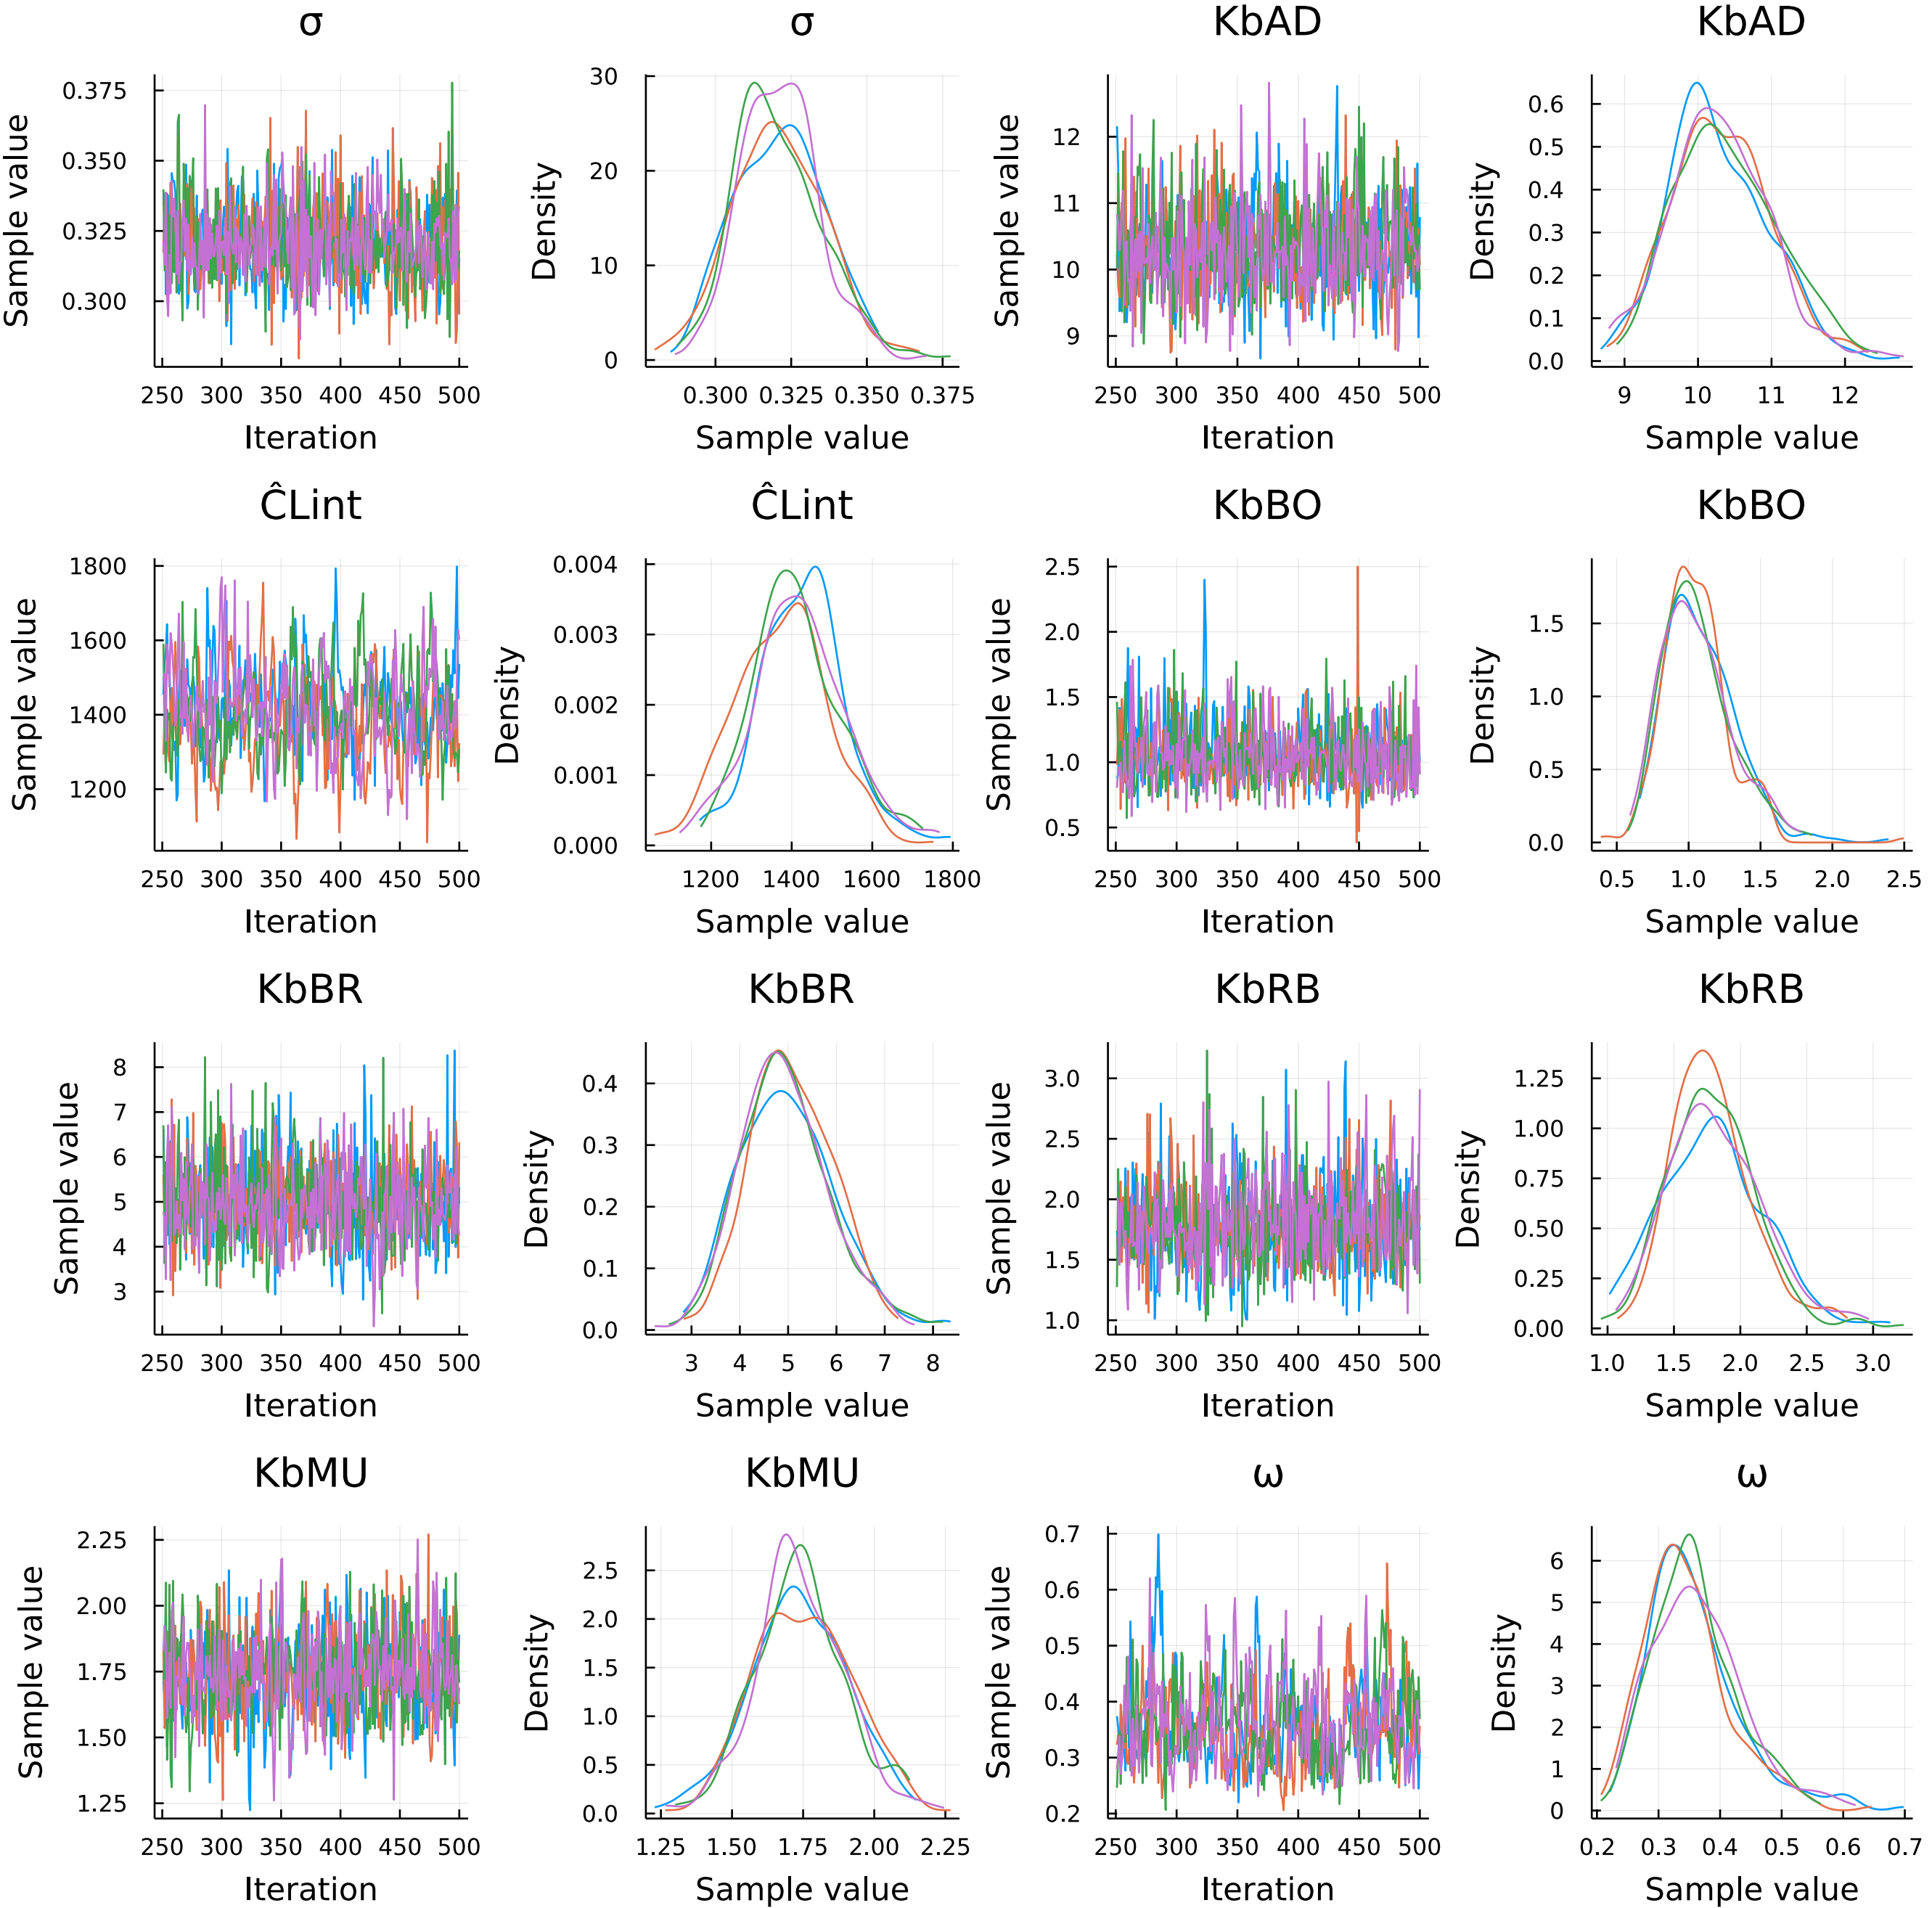 σ σ KbAD KbAD
0.375
0.350
0.325
0.300
Sample value
250 300 350 400 450 500
Iteration
30
20
10
0
Density
0.300 0.325 0.350 0.375
Sample value
12
11
10
9
Sample value
250 300 350 400 450 500
Iteration
0.6
0.5
0.4
0.3
0.2
0.1
0.0
Density
9 10 11 12
Sample value
ĈLint ĈLint KbBO KbBO
1800
1600
1400
1200
Sample value
250 300 350 400 450 500
Iteration
0.004
0.003
0.002
0.001
0.000
Density
1200 1400 1600 1800
Sample value
2.5
2.0
1.5
1.0
0.5
Sample value
250 300 350 400 450 500
Iteration
1.5
1.0
0.5
0.0
Density
0.5 1.0 1.5 2.0 2.5
Sample value
KbBR KbBR KbRB KbRB
8
7
6
5
4
3
Sample value
250 300 350 400 450 500
Iteration
0.4
0.3
0.2
0.1
0.0
Density
3 4 5 6 7 8
Sample value
3.0
2.5
2.0
1.5
1.0
Sample value
250 300 350 400 450 500
Iteration
1.25
1.00
0.75
0.50
0.25
0.00
Density
1.0 1.5 2.0 2.5 3.0
Sample value
KbMU KbMU ω ω
2.25
2.00
1.75
1.50
1.25
Sample value
250 300 350 400 450 500
Iteration
2.5
2.0
1.5
1.0
0.5
0.0
Density
1.25 1.50 1.75 2.00 2.25
Sample value
0.7
0.6
0.5
0.4
0.3
0.2
Sample value
250 300 350 400 450 500
Iteration
6
5
4
3
2
1
0
Density
0.2 0.3 0.4 0.5 0.6 0.7
Sample value